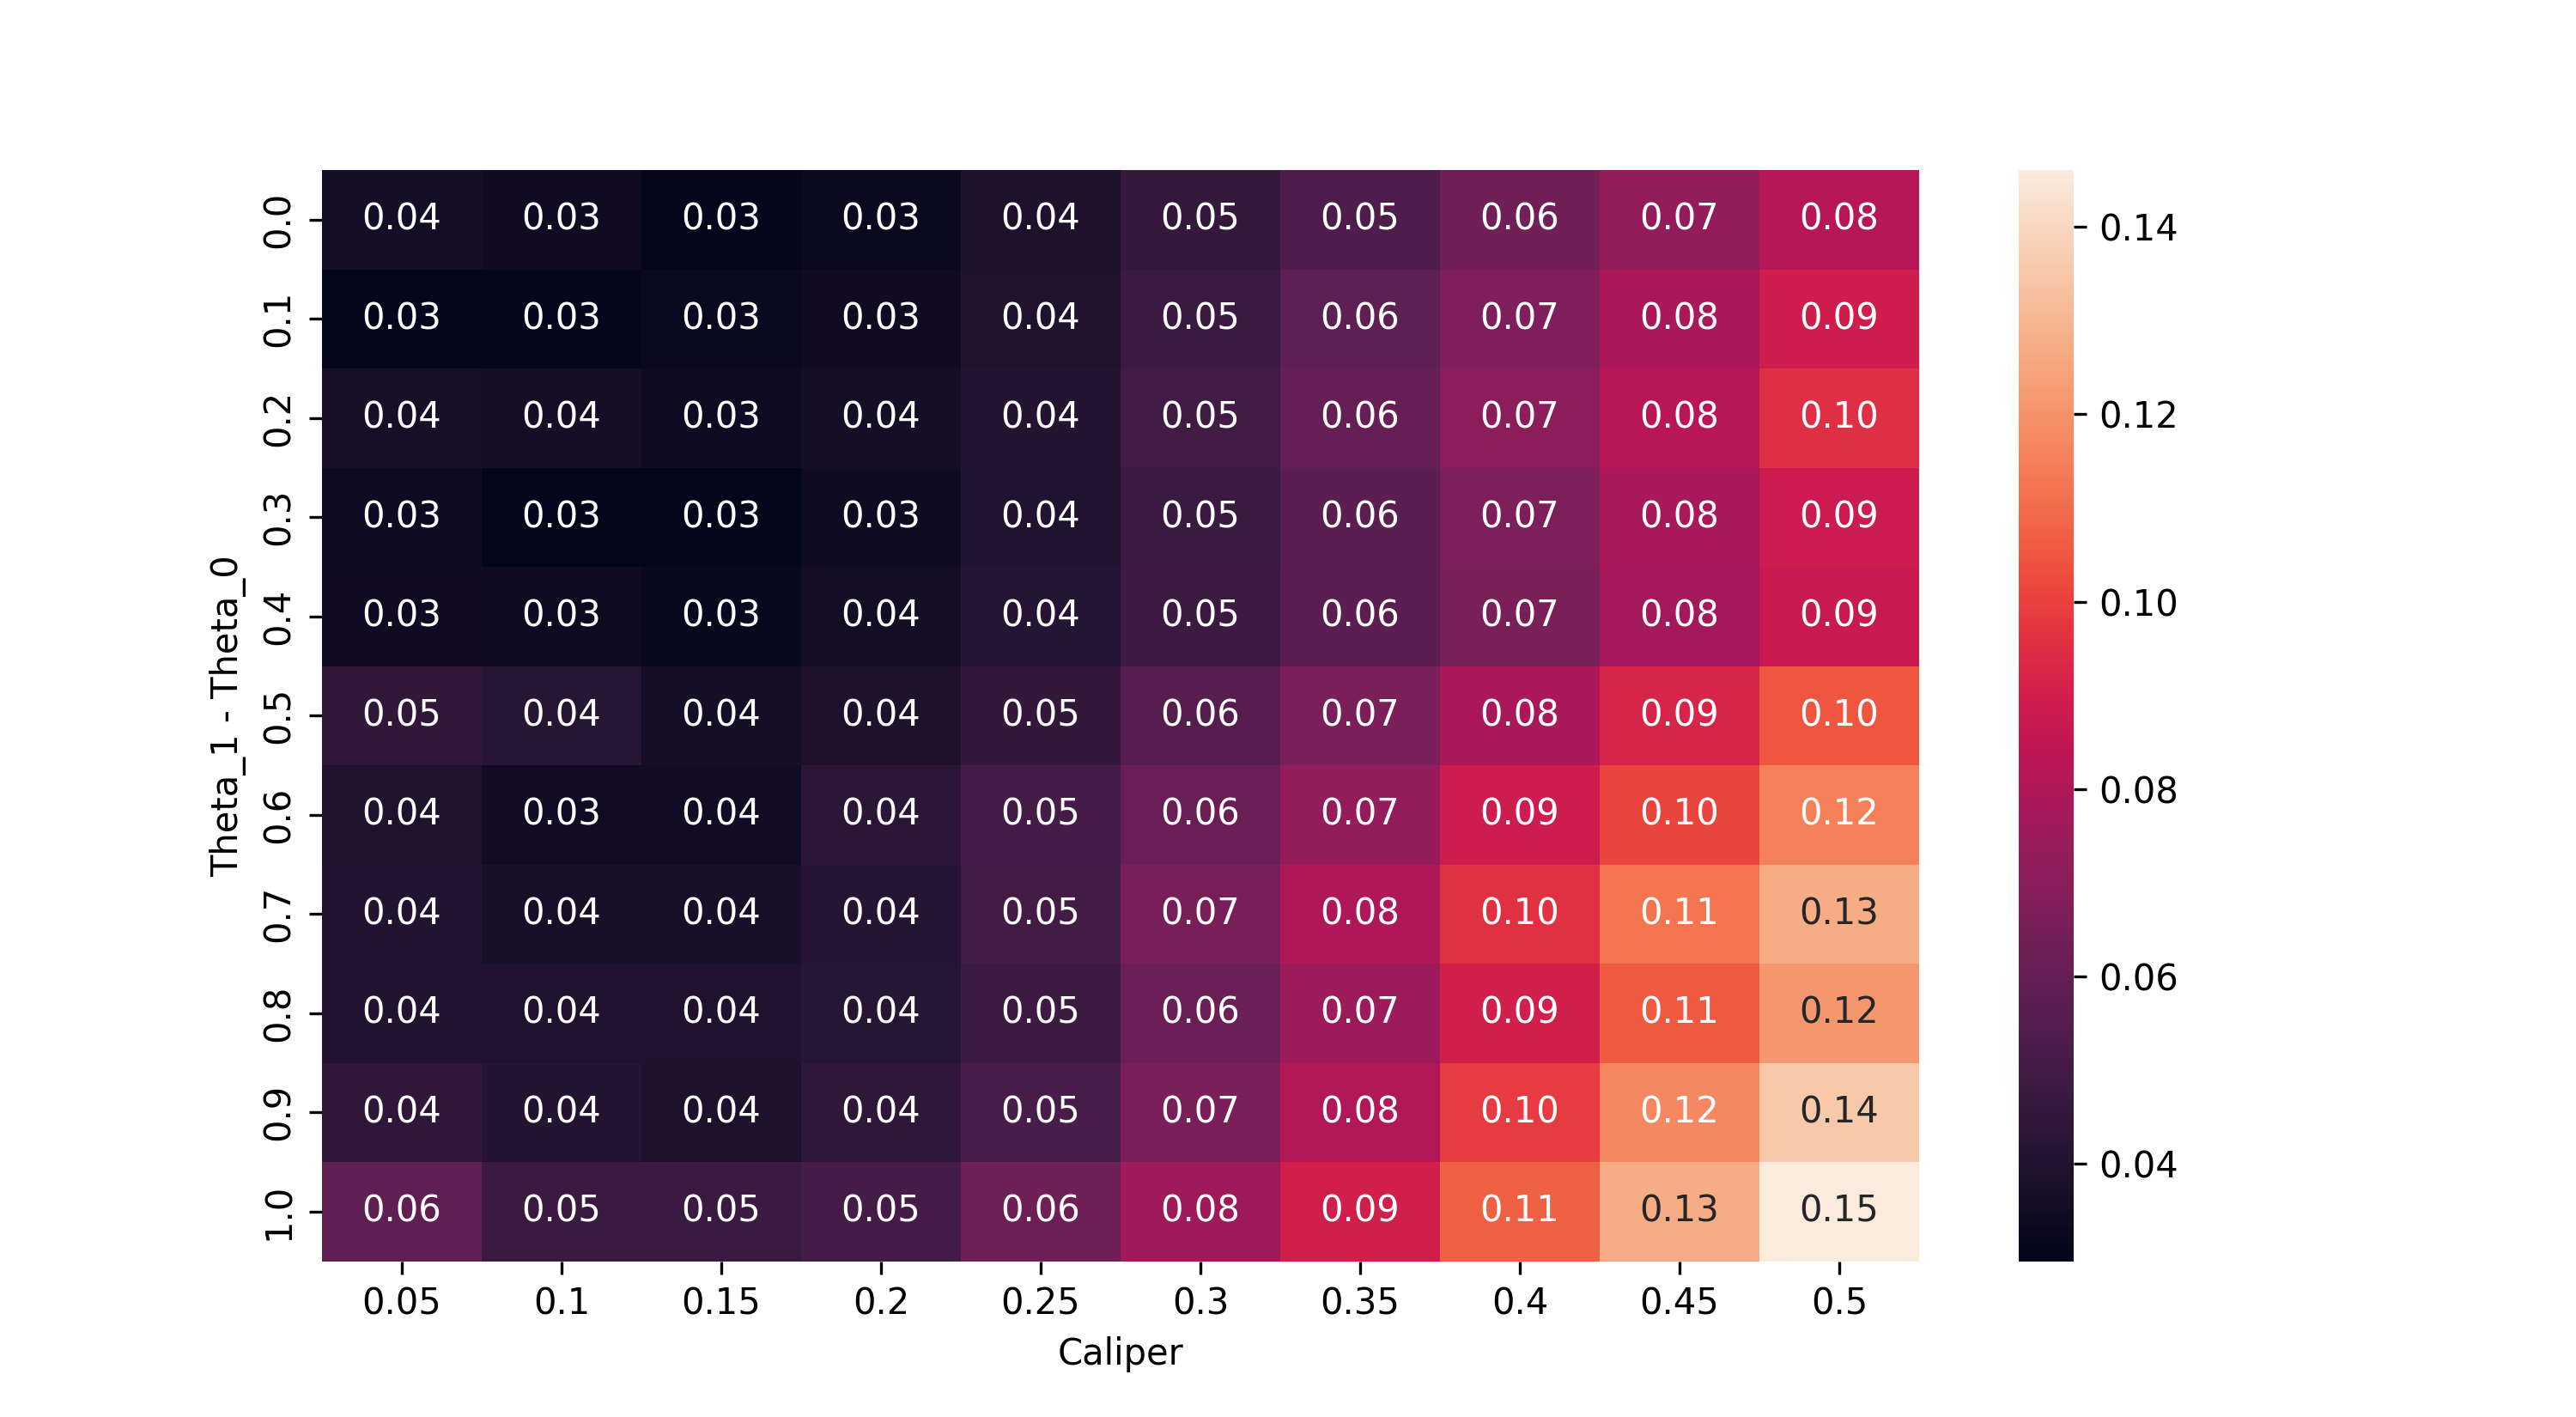 0.0 0.04 0.03 0.03 0.03 0.04 0.05 0.05 0.06 0.07 0.08
0.1 0.03 0.03 0.03 0.03 0.04 0.05 0.06 0.07 0.08 0.09
0.2 0.04 0.04 0.03 0.04 0.04 0.05 0.06 0.07 0.08 0.10
0.3 0.03 0.03 0.03 0.03 0.04 0.05 0.06 0.07 0.08 0.09
0.4 0.03 0.03 0.03 0.04 0.04 0.05 0.06 0.07 0.08 0.09
0.5 0.05 0.04 0.04 0.04 0.05 0.06 0.07 0.08 0.09 0.10
0.6 0.04 0.03 0.04 0.04 0.05 0.06 0.07 0.09 0.10 0.12
0.7 0.04 0.04 0.04 0.04 0.05 0.07 0.08 0.10 0.11 0.13
0.8 0.04 0.04 0.04 0.04 0.05 0.06 0.07 0.09 0.11 0.12
0.9 0.04 0.04 0.04 0.04 0.05 0.07 0.08 0.10 0.12 0.14
1.0 0.06 0.05 0.05 0.05 0.06 0.08 0.09 0.11 0.13 0.15
0.05 0.1 0.15 0.2 0.25 0.3 0.35 0.4 0.45 0.5
Caliper
Theta_1 - Theta_0
0.14
0.12
0.10
0.08
0.06
0.04